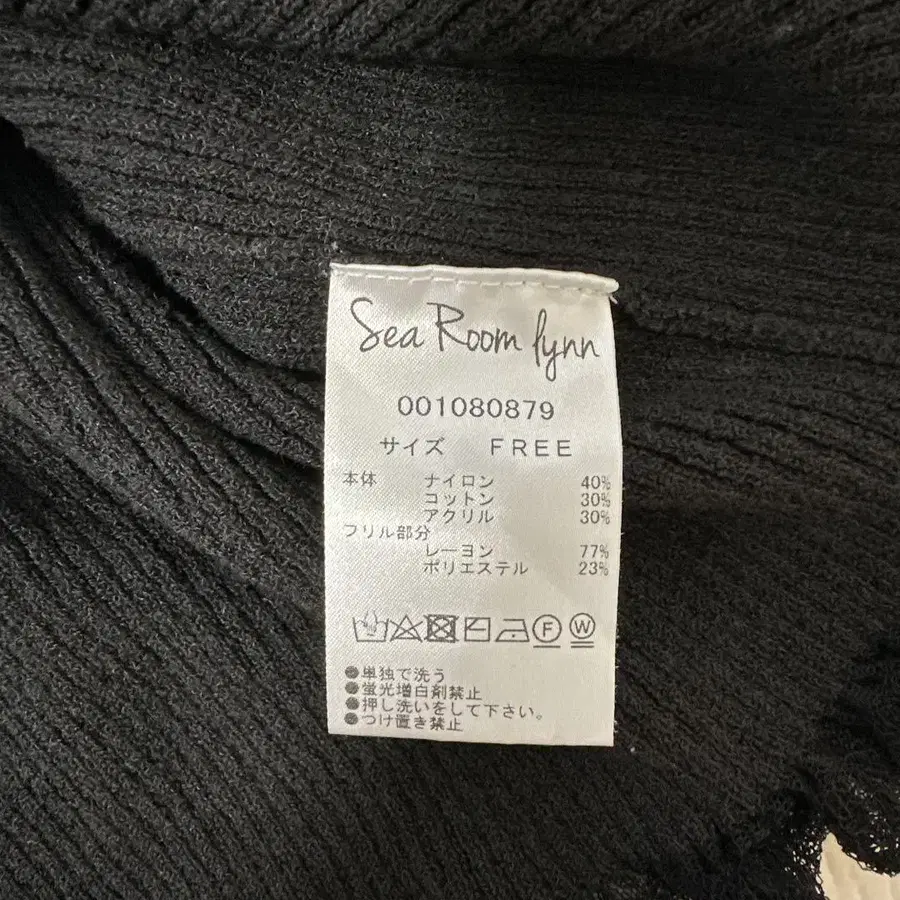 Sea Room lynn
001080879
サイズ FREE
本体 ナイロン 40%
コットン 30%
アクリル 30%
フリル部分
レーヨン 77%
ポリエステル 23%
F W
●単独で洗う
●蛍光増白剤禁止
●押し洗いをして下さい。
●つけ置き禁止